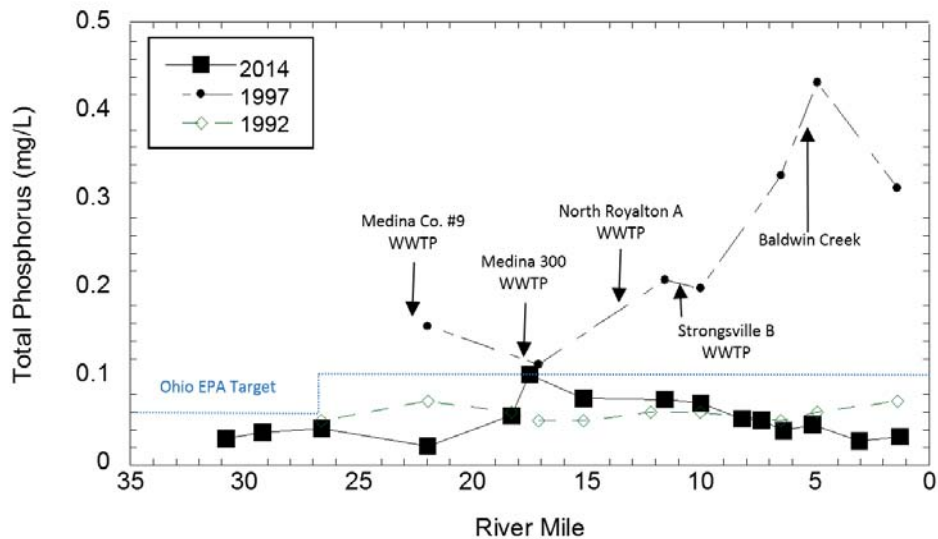 0.5
0.4
0.3
0.2
0.1
0
Total Phosphorus (mg/L)
2014
1997
1992
Medina Co. #9
WWTP
Medina 300
WWTP
North Royalton A
WWTP
Baldwin Creek
Strongsville B
WWTP
Ohio EPA Target
35
30
25
20
15
10
5
0
River Mile